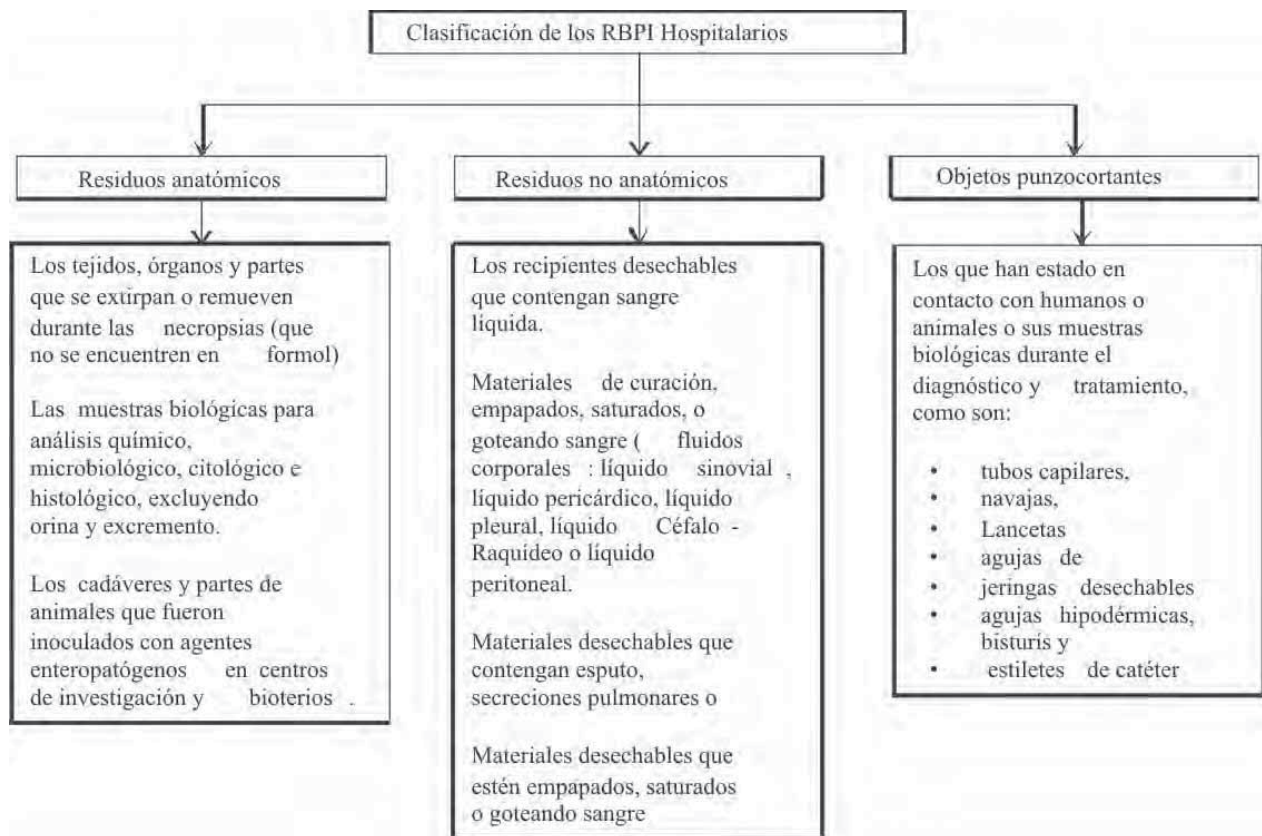 Clasificación de los RBPI Hospitalarios
Residuos anatómicos
Los tejidos, órganos y partes
que se extirpan o remueven
durante las necropsias (que
no se encuentren en formol)
Las muestras biológicas para
análisis químico,
microbiológico, citológico e
histológico, excluyendo
orina y excremento.
Los cadáveres y partes de
animales que fueron
inoculados con agentes
enteropatógenos en centros
de investigación y bioterios .
Residuos no anatómicos
Los recipientes desechables
que contengan sangre
líquida.
Materiales de curación,
empapados, saturados, o
goteando sangre ( fluidos
corporales : líquido sinovial ,
líquido pericárdico, líquido
pleural, líquido Céfalo -
Raquídeo o líquido
peritoneal.
Materiales desechables que
contengan esputo,
secreciones pulmonares o
Materiales desechables que
estén empapados, saturados
o goteando sangre
Objetos punzocortantes
Los que han estado en
contacto con humanos o
animales o sus muestras
biológicas durante el
diagnóstico y tratamiento,
como son:
• tubos capilares,
• navajas,
• Lancetas
• agujas de
• jeringas desechables
• agujas hipodérmicas,
bisturís y
• estiletes de catéter